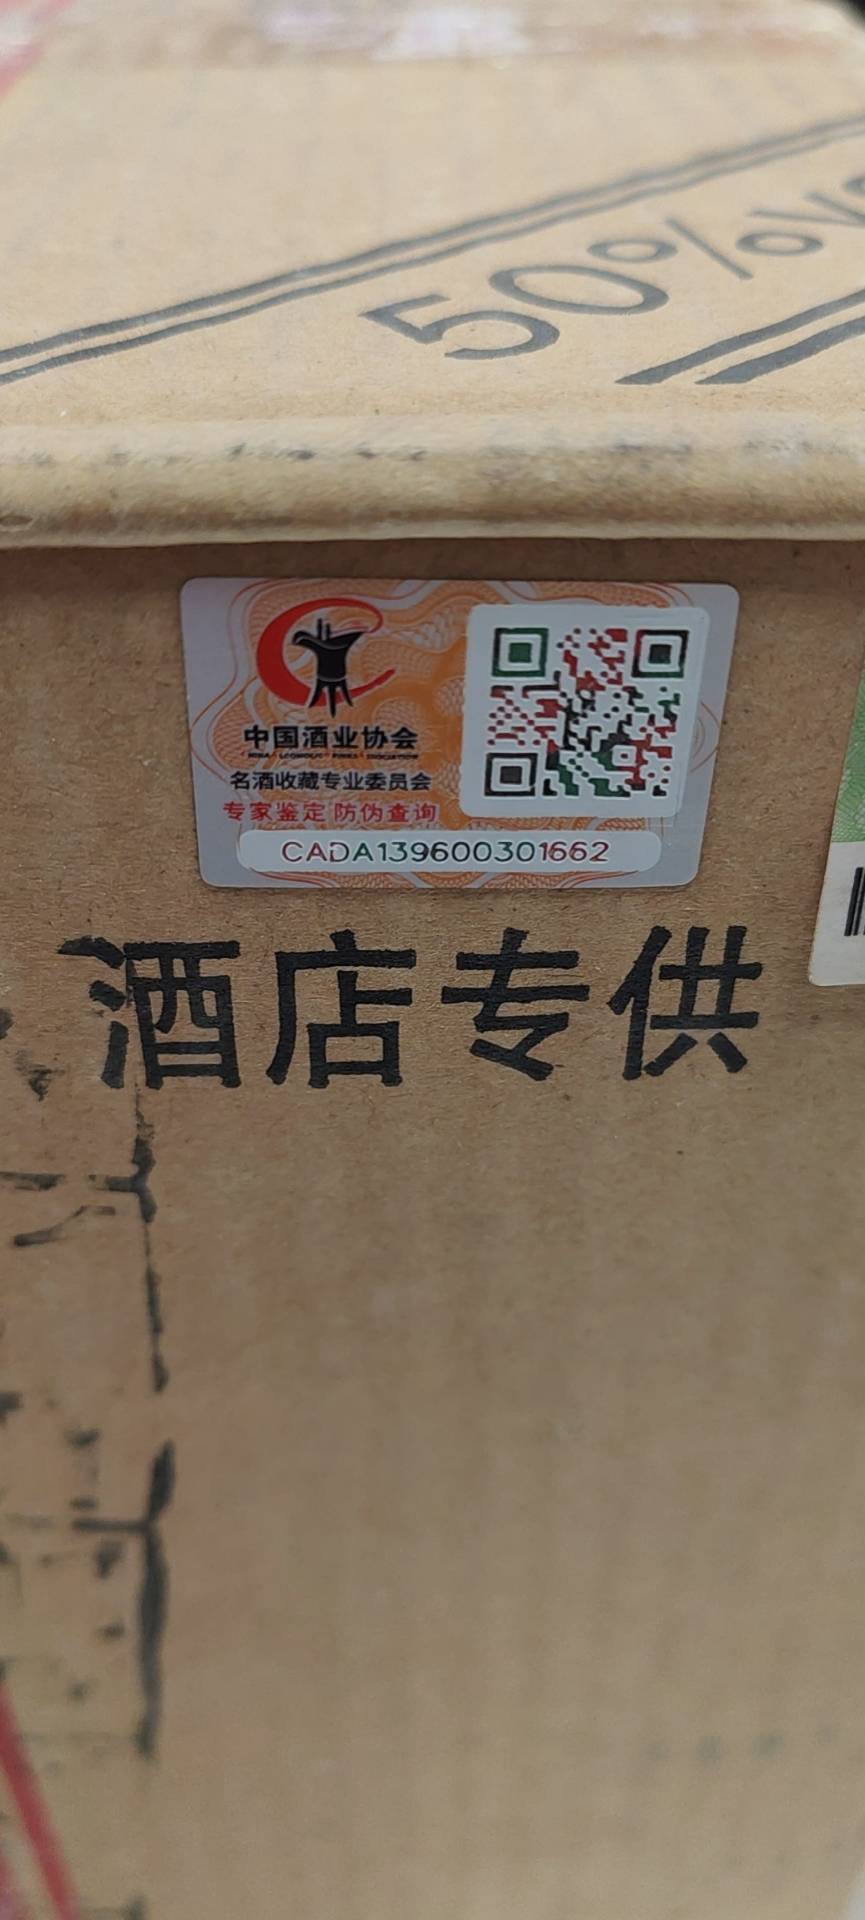 50%vo
中国酒业协会
名酒收藏专业委员会
专家鉴定 防伪查询
CADA139600301662
酒店专供